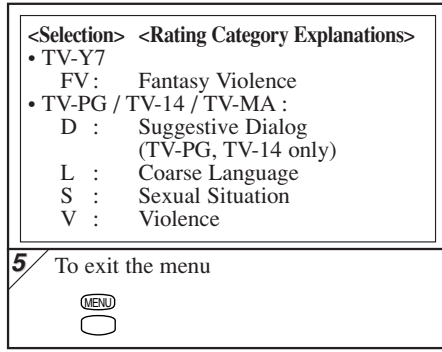 <Selection> <Rating Category Explanations>
• TV-Y7
FV : Fantasy Violence
• TV-PG / TV-14 / TV-MA :
D : Suggestive Dialog
(TV-PG, TV-14 only)
L : Coarse Language
S : Sexual Situation
V : Violence
5 To exit the menu
MENU